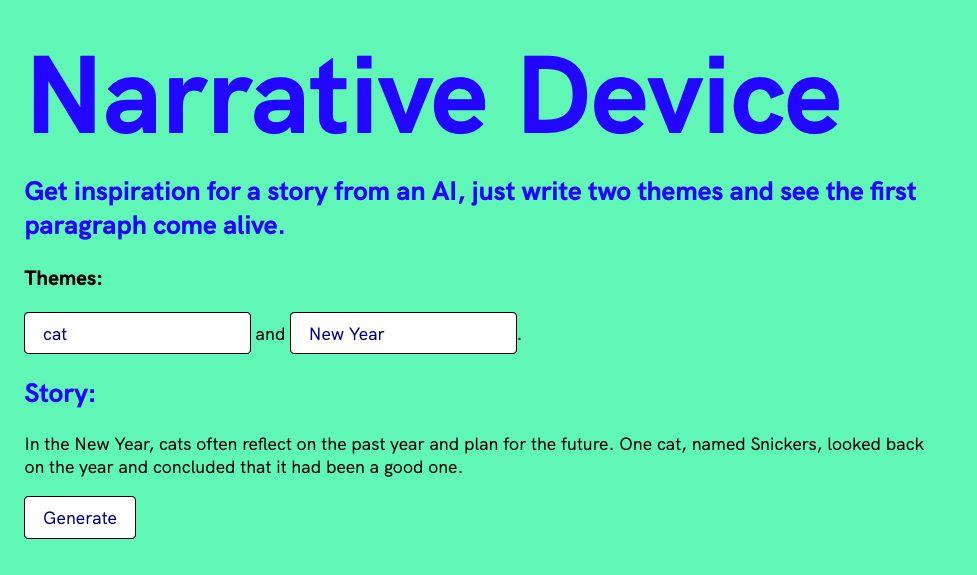 Narrative Device
Get inspiration for a story from an AI, just write two themes and see the first
paragraph come alive.
Themes:
cat and New Year.
Story:
In the New Year, cats often reflect on the past year and plan for the future. One cat, named Snickers, looked back
on the year and concluded that it had been a good one.
Generate